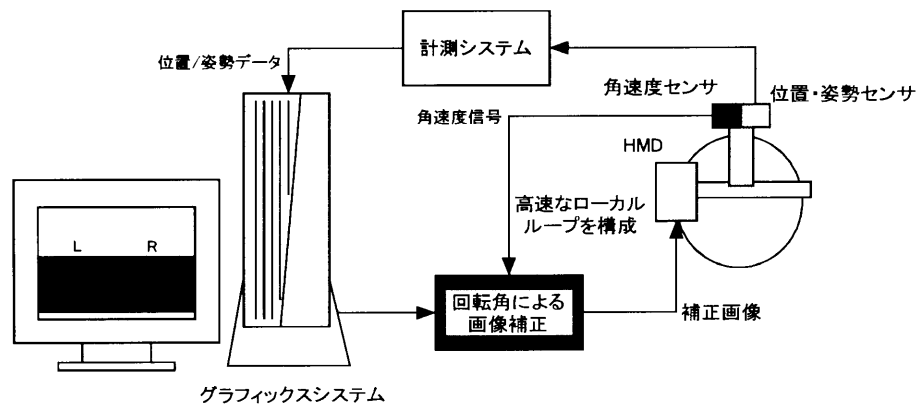 計測システム
位置/姿勢データ
角速度センサ
位置・姿勢センサ
角速度信号
HMD
高速なローカル
ループを構成
L
R
回転角による
画像補正
補正画像
グラフィックスシステム